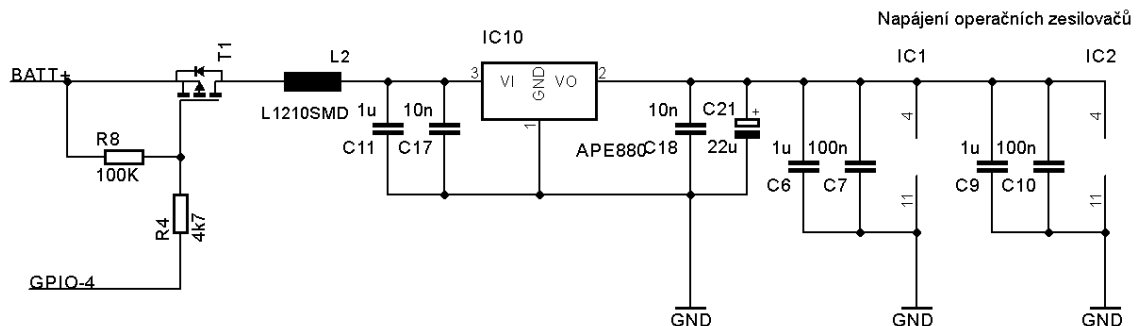 Napájení operačních zesilovačů
BATT+
T1
L2
L1210SMD
IC10
3
VI
GND
VO
2
1
APE880
IC1
IC2
1u
10n
C11
C17
10n
C18
C21
+
22u
1u
100n
C6
C7
4
11
1u
100n
C9
C10
4
11
R8
100K
R4
4k7
GPIO-4
GND
GND
GND